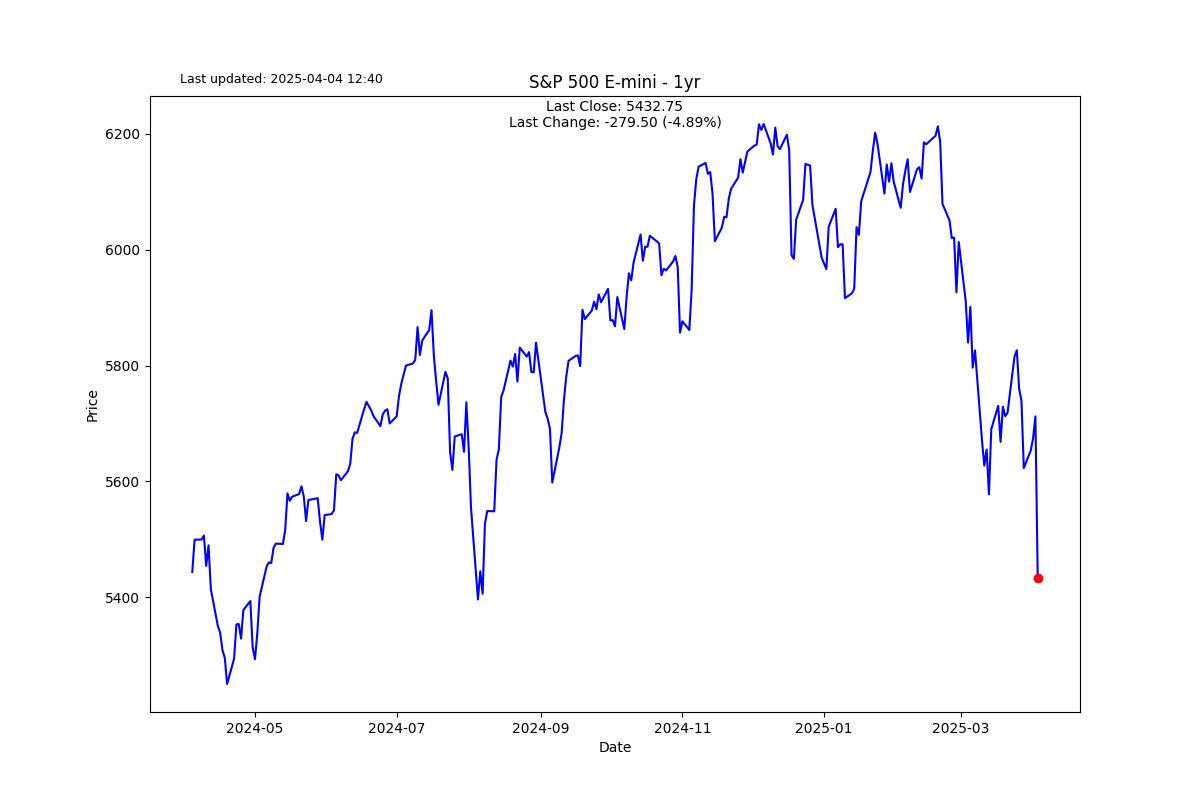 Last updated: 2025-04-04 12:40
S&P 500 E-mini - 1yr
Last Close: 5432.75
Last Change: -279.50 (-4.89%)
6200
6000
5800
5600
5400
Price
2024-05 2024-07 2024-09 2024-11 2025-01 2025-03
Date